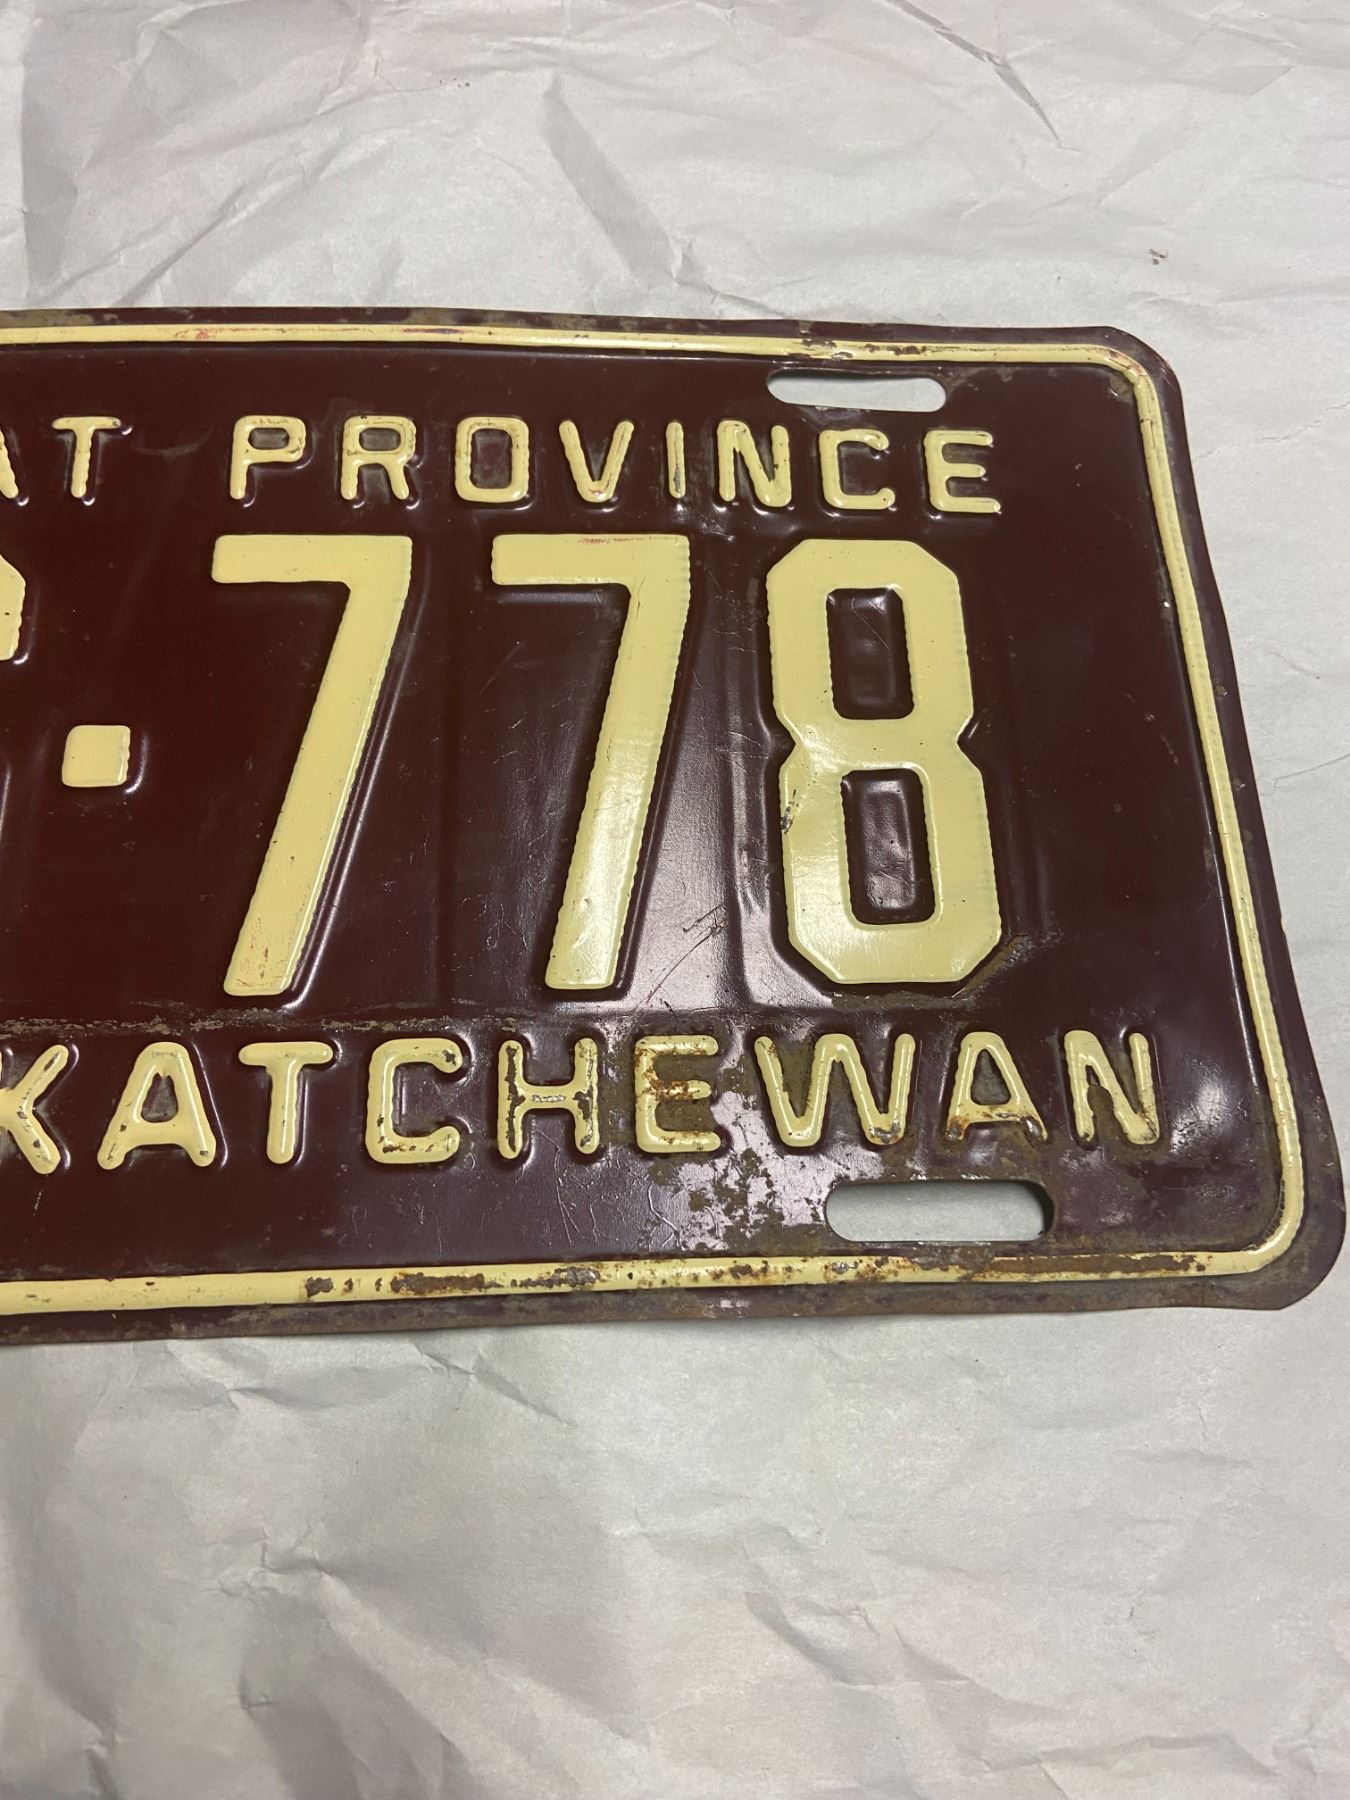 AT PROVINCE
·778
KATCHEWAN